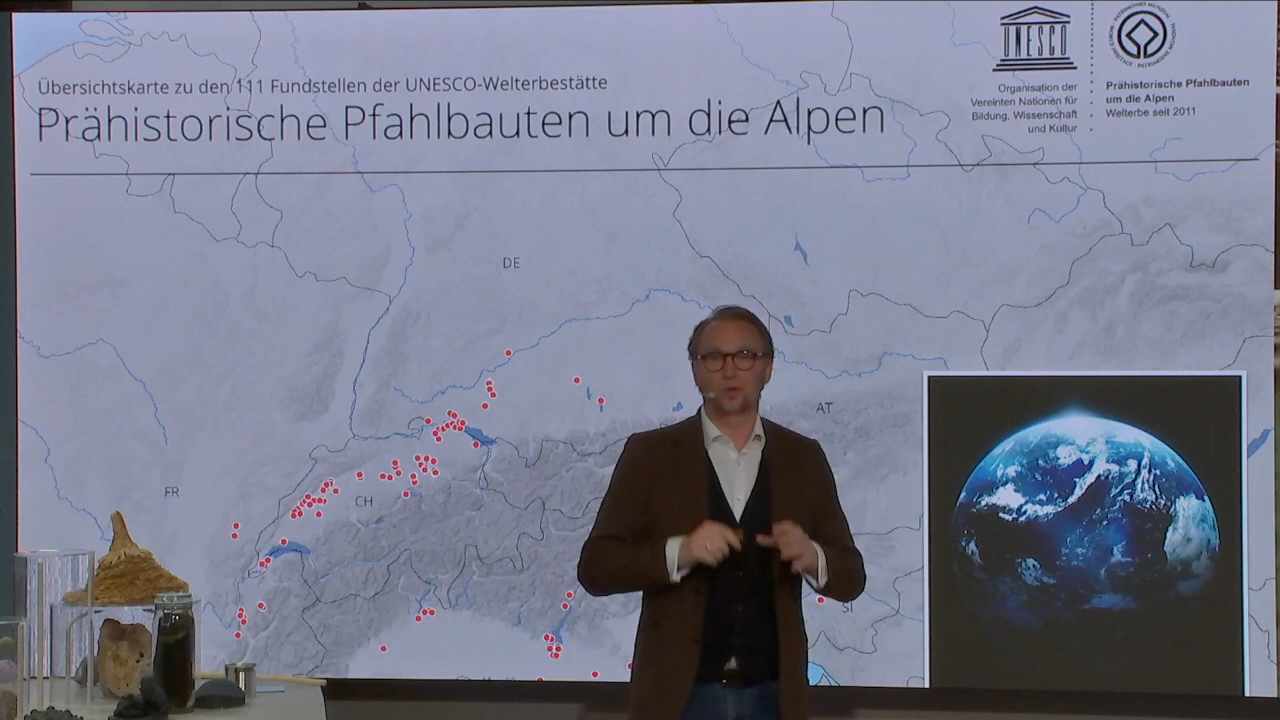 Übersichtskarte zu den 111 Fundstellen der UNESCO-Welterbestätte
Prähistorische Pfahlbauten um die Alpen
UNESCO
Organisation der
Vereinten Nationen für
Bildung, Wissenschaft
und Kultur
Prähistorische Pfahlbauten
um die Alpen
Welterbe seit 2011
DE
AT
FR
CH
SI